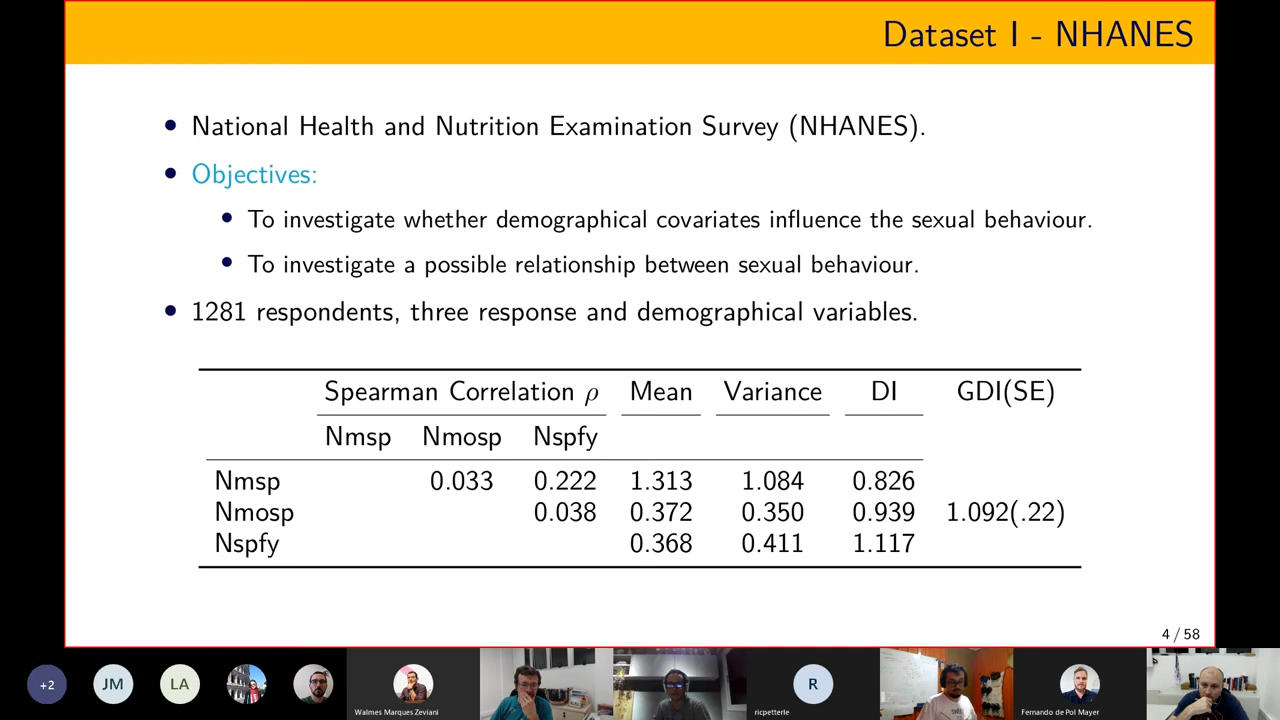 Dataset I - NHANES
• National Health and Nutrition Examination Survey (NHANES).
• Objectives:
• To investigate whether demographical covariates influence the sexual behaviour.
• To investigate a possible relationship between sexual behaviour.
• 1281 respondents, three response and demographical variables.
Spearman Correlation ρ Mean Variance DI GDI(SE)
Nmsp Nmosp Nspfy
Nmsp 0.033 0.222 1.313 1.084 0.826
Nmosp 0.038 0.372 0.350 0.939 1.092(.22)
Nspfy 0.368 0.411 1.117
4 / 58
+2 JM LA R
Walmes Marques Zeviani ricpetterle Fernando de Pol Mayer